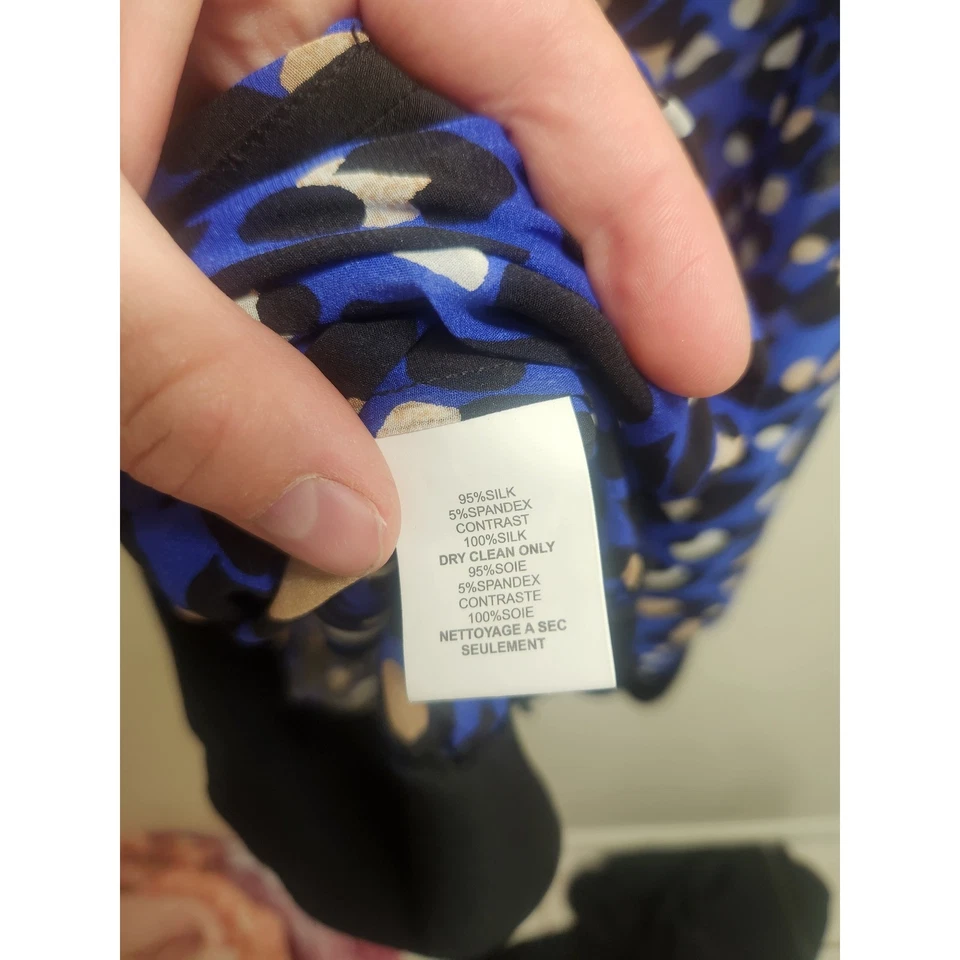 95%SILK
5%SPANDEX
CONTRAST
100%SILK
DRY CLEAN ONLY
95%SOIE
5%SPANDEX
CONTRASTE
100%SOIE
NETTOYAGE A SEC
SEULEMENT